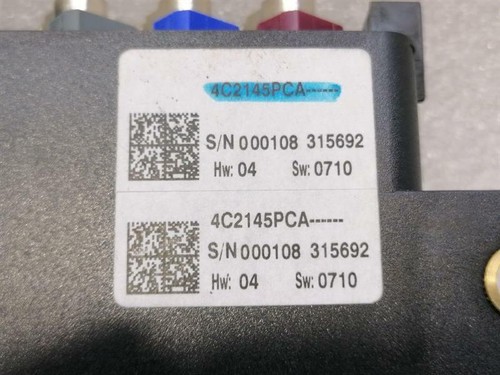 4C2145PCA------
S/N 000108 315692
Hw: 04 Sw: 0710
4C2145PCA------
S/N 000108 315692
Hw: 04 Sw: 0710